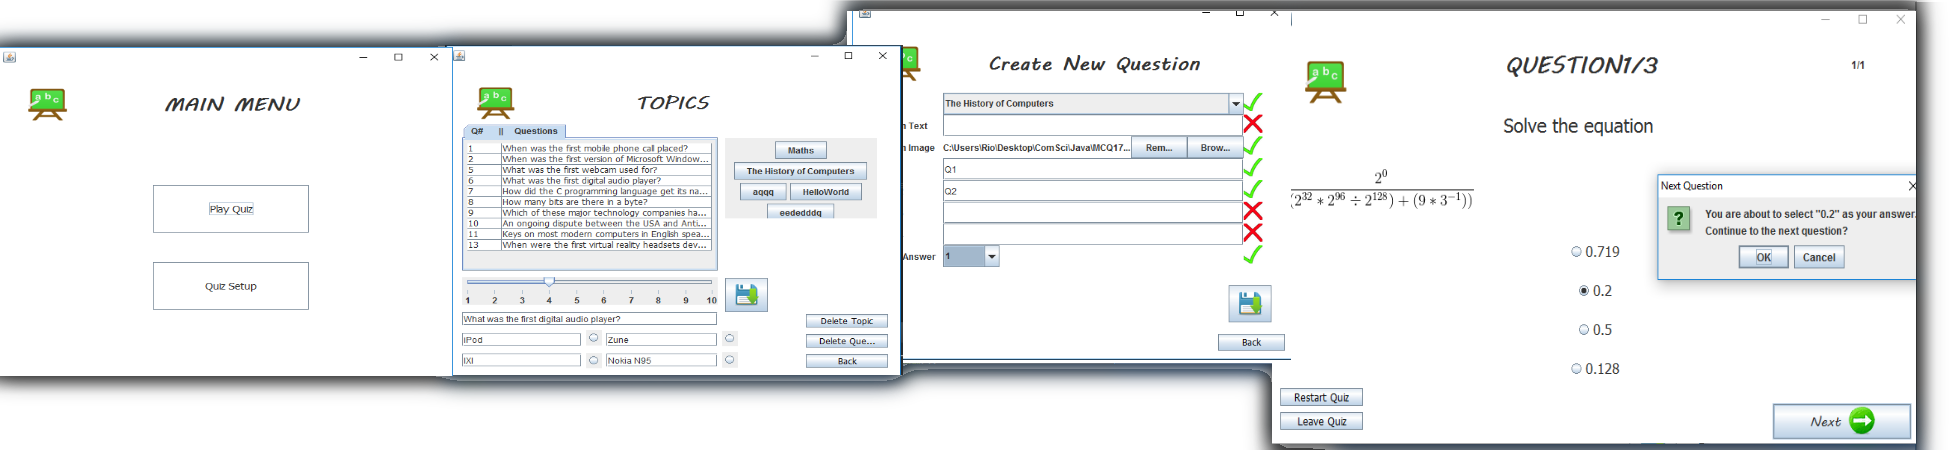 MAIN MENU
Play Quiz
Quiz Setup
TOPICS
Q# || Questions
1 When was the first mobile phone call placed?
2 When was the first version of Microsoft Window...
5 What was the first webcam used for?
6 What was the first digital audio player?
7 How did the C programming language get its na...
8 How many bits are there in a byte?
9 Which of these major technology companies ha...
10 An ongoing dispute between the USA and Anti...
11 Keys on most modern computers in English spea...
13 When were the first virtual reality headsets dev...
Maths
The History of Computers
aqqq HelloWorld
eededddq
1 2 3 4 5 6 7 8 9 10
What was the first digital audio player?
iPod Zune
IXI Nokia N95
Delete Topic
Delete Que...
Back
Create New Question
The History of Computers
n Text
n Image C:\Users\Rio\Desktop\ComSci\Java\MCQ17... Rem... Brow...
Q1
Q2
Answer 1
Back
QUESTION1/3
1/1
Solve the equation
2^0
(2^32 * 2^96 ÷ 2^128) + (9 * 3^−1))
0.719
0.2
0.5
0.128
Next Question
You are about to select "0.2" as your answer.
Continue to the next question?
OK Cancel
Restart Quiz
Leave Quiz
Next